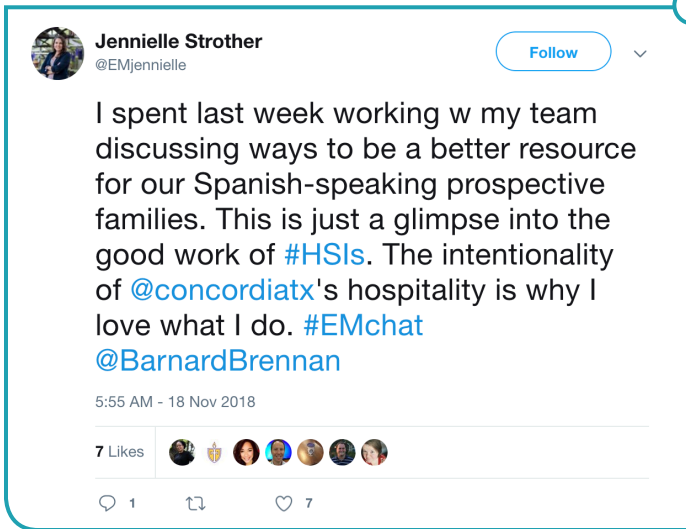 Jennielle Strother
@EMjennielle
Follow
I spent last week working w my team
discussing ways to be a better resource
for our Spanish-speaking prospective
families. This is just a glimpse into the
good work of #HSIs. The intentionality
of @concordiatx's hospitality is why I
love what I do. #EMchat
@BarnardBrennan
5:55 AM - 18 Nov 2018
7 Likes
1
7